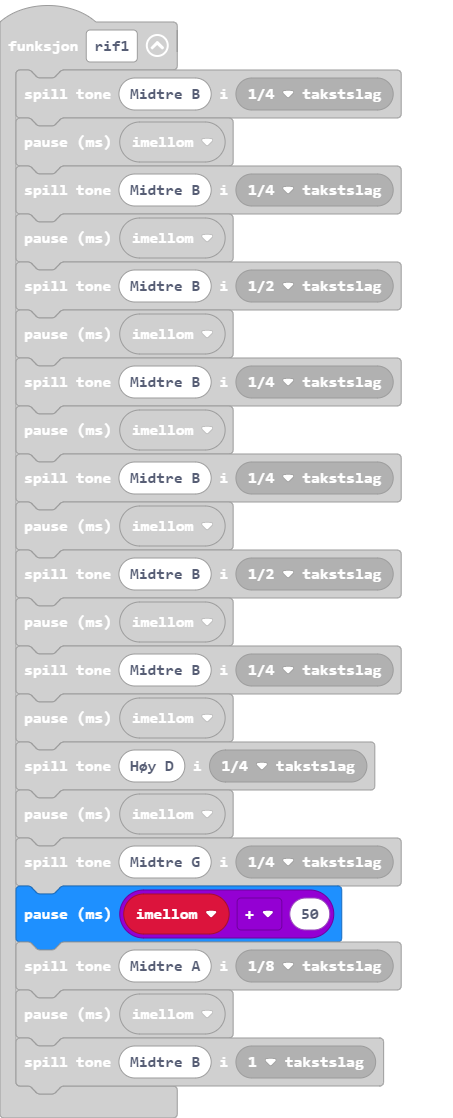 funksjon rif1
spill tone Midtre B i 1/4 takstslag
pause (ms) imellom
spill tone Midtre B i 1/4 takstslag
pause (ms) imellom
spill tone Midtre B i 1/2 takstslag
pause (ms) imellom
spill tone Midtre B i 1/4 takstslag
pause (ms) imellom
spill tone Midtre B i 1/4 takstslag
pause (ms) imellom
spill tone Midtre B i 1/2 takstslag
pause (ms) imellom
spill tone Midtre B i 1/4 takstslag
pause (ms) imellom
spill tone Høy D i 1/4 takstslag
pause (ms) imellom
spill tone Midtre G i 1/4 takstslag
pause (ms) imellom + 50
spill tone Midtre A i 1/8 takstslag
pause (ms) imellom
spill tone Midtre B i 1 takstslag